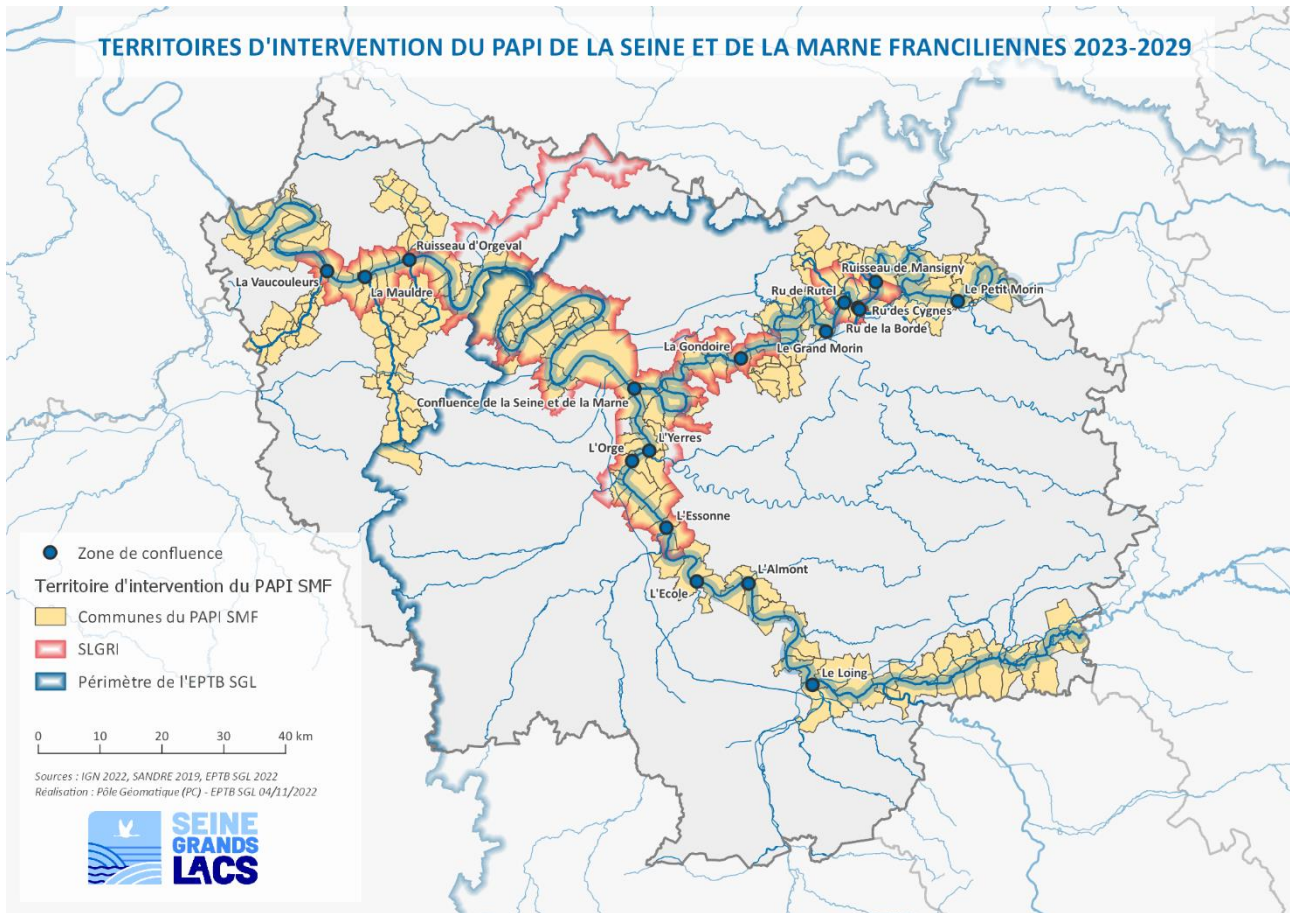 TERRITOIRES D'INTERVENTION DU PAPI DE LA SEINE ET DE LA MARNE FRANCILIENNES 2023-2029
Ruisseau d'Orgeval
La Vaucouleurs
La Mauldre
Ruisseau de Mansigny
Ru de Rutel
Le Petit Morin
Ru des Cygnes
Ru de la Borde
La Gondoire
Le Grand Morin
Confluence de la Seine et de la Marne
L'Yerres
L'Orge
L'Essonne
L'Almont
L'Ecole
Le Loing
Zone de confluence
Territoire d'intervention du PAPI SMF
Communes du PAPI SMF
SLGRI
Périmètre de l'EPTB SGL
0 10 20 30 40 km
Sources : IGN 2022, SANDRE 2019, EPTB SGL 2022
Réalisation : Pôle Géomatique (PC) - EPTB SGL 04/11/2022
SEINE
GRANDS
LACS